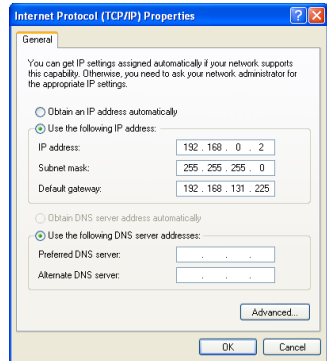 Internet Protocol (TCP/IP) Properties
General
You can get IP settings assigned automatically if your network supports
this capability. Otherwise, you need to ask your network administrator for
the appropriate IP settings.
Obtain an IP address automatically
Use the following IP address:
IP address: 192 . 168 . 0 . 2
Subnet mask: 255 . 255 . 255 . 0
Default gateway: 192 . 168 . 131 . 225
Obtain DNS server address automatically
Use the following DNS server addresses:
Preferred DNS server: . . .
Alternate DNS server: . . .
Advanced...
OK Cancel